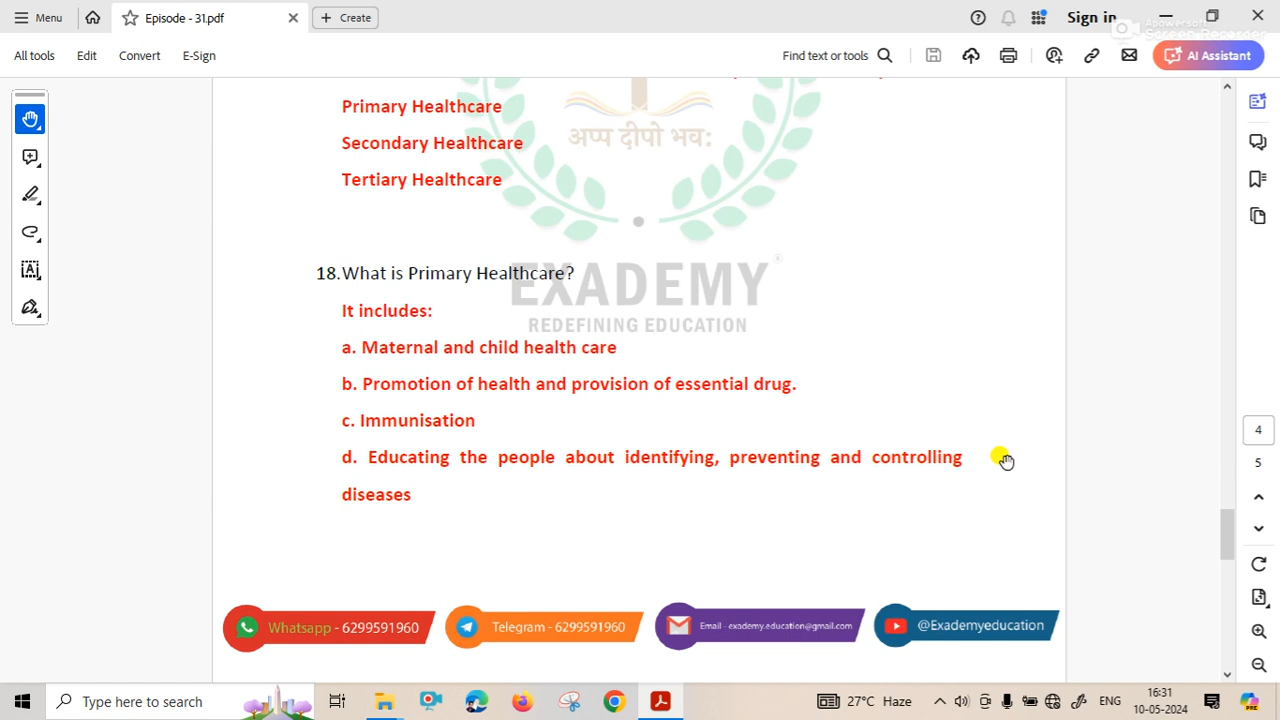 Menu
Episode - 31.pdf
Create
Sign in
Apowersoft
Screen Recorder
All tools
Edit
Convert
E-Sign
Find text or tools
AI Assistant
अप्प दीपो भव:
Primary Healthcare
Secondary Healthcare
Tertiary Healthcare
18.What is Primary Healthcare?
EXADEMY®
REDEFINING EDUCATION
It includes:
a. Maternal and child health care
b. Promotion of health and provision of essential drug.
c. Immunisation
d. Educating the people about identifying, preventing and controlling
diseases
4
5
Whatsapp - 6299591960
Telegram - 6299591960
Email - exademy.education@gmail.com
@Exademyeducation
Type here to search
27°C Haze
ENG
16:31
10-05-2024
PRE